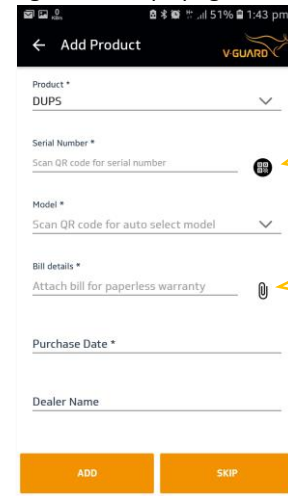 51% 1:43 pm
Add Product
V-GUARD
Product *
DUPS
Serial Number *
Scan QR code for serial number
Model *
Scan QR code for auto select model
Bill details *
Attach bill for paperless warranty
Purchase Date *
Dealer Name
ADD SKIP